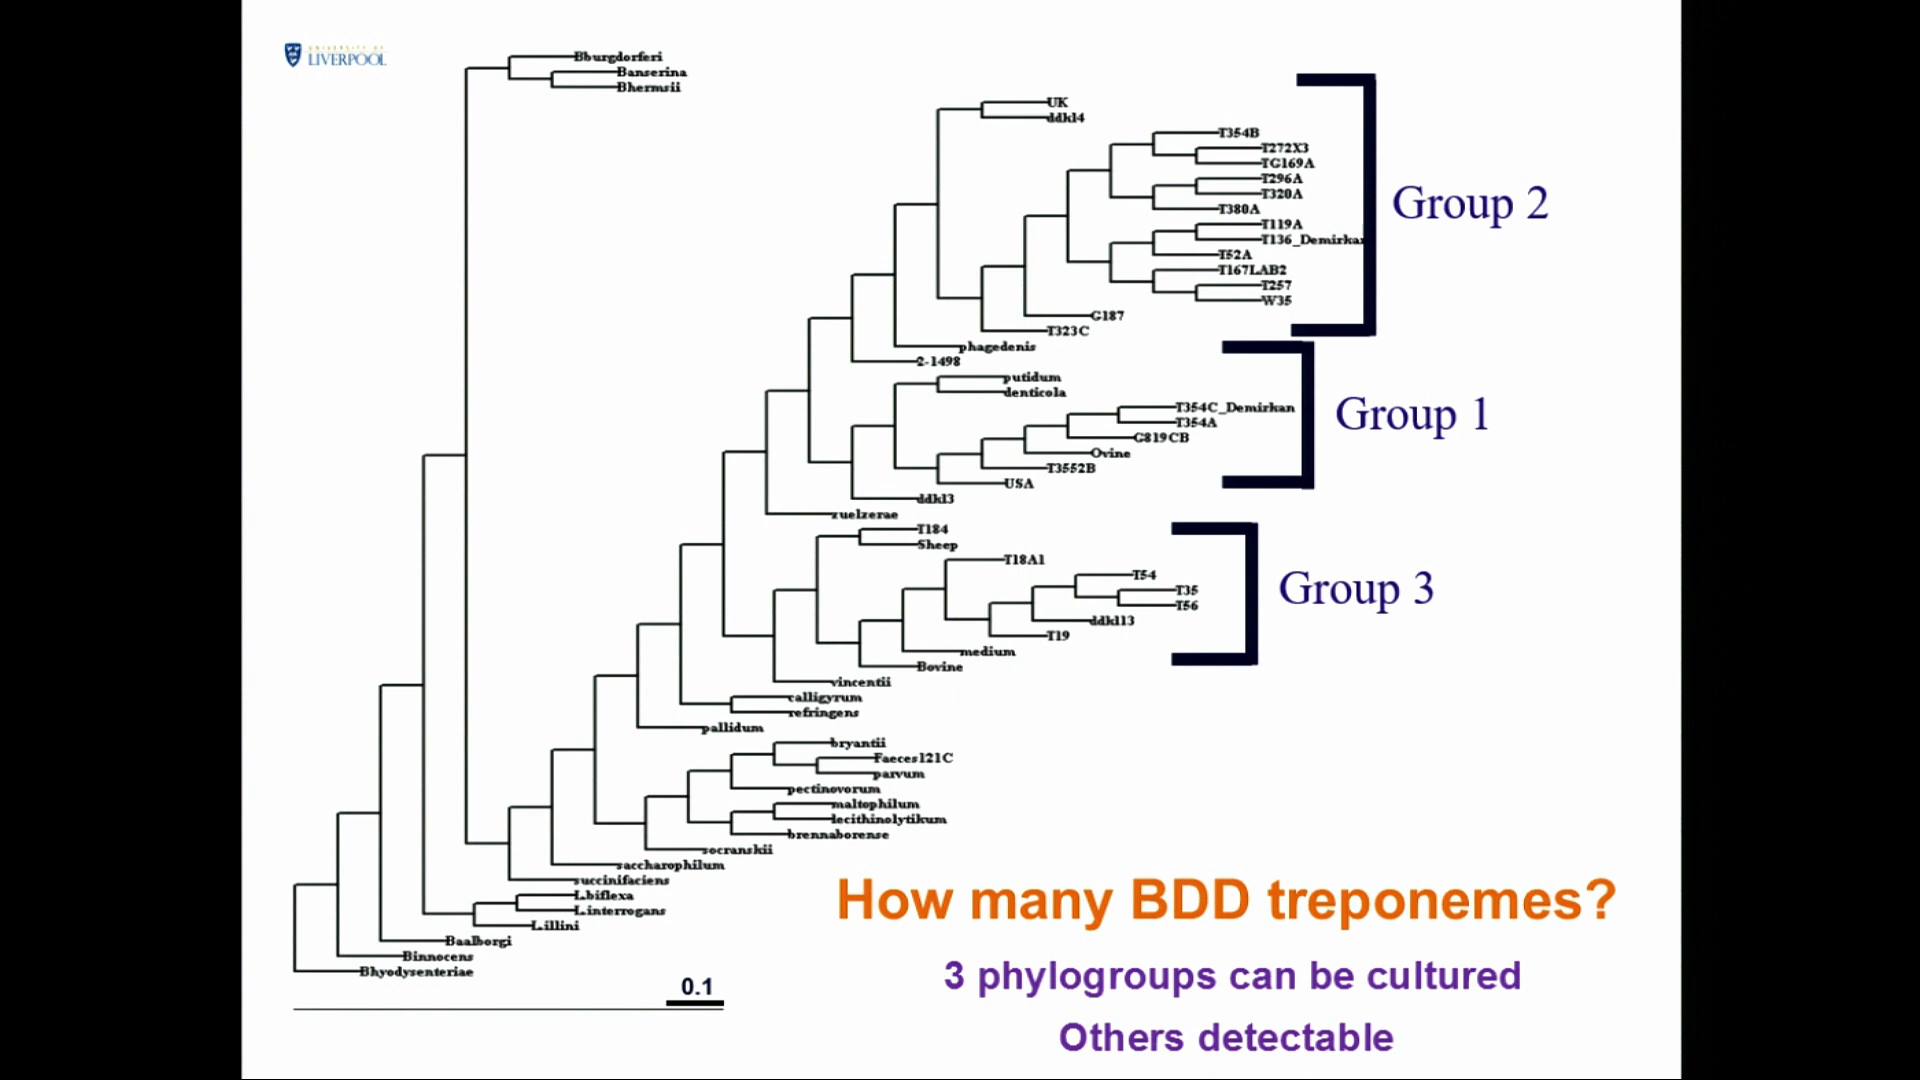 UNIVERSITY OF
LIVERPOOL
Bburgdorferi
Banserina
Bhermsii
UK
ddkl4
T354B
T272X3
TG169A
T296A
T320A
T380A
T119A
T136_Demirkan
T52A
T167LAB2
T257
W35
G187
T323C
phagedenis
2-1498
Group 2
putidum
denticola
T354C_Demirkan
T354A
G819CB
Ovine
T3552B
USA
ddkl3
zuelzerae
Group 1
T184
Sheep
T18A1
T54
T35
T56
ddkl13
T19
medium
Bovine
vincentii
Group 3
calligyrum
refringens
pallidum
bryantii
Faeces121C
parvum
pectinovorum
maltophilum
lecithinolytikum
brennaborense
socranskii
saccharophilum
succinifaciens
Lbiflexa
Linterrogans
Lillini
Baalborgi
Binnocens
Bhyodysenteriae
0.1
How many BDD treponemes?
3 phylogroups can be cultured
Others detectable